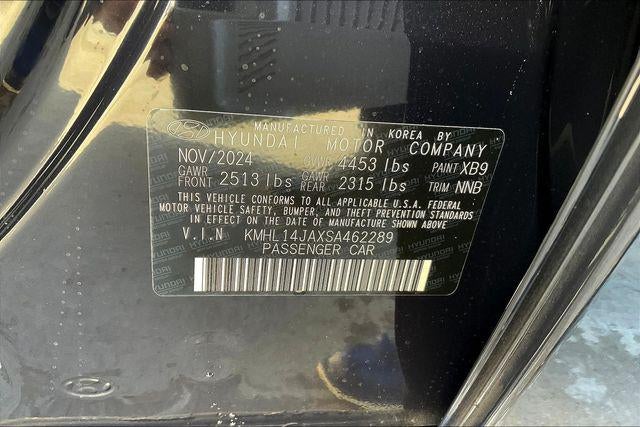 MANUFACTURED IN KOREA BY
HYUNDAI MOTOR COMPANY
NOV/2024 GVWR 4453 lbs PAINT XB9
GAWR FRONT 2513 lbs GAWR REAR 2315 lbs TRIM NNB
THIS VEHICLE CONFORMS TO ALL APPLICABLE U.S.A. FEDERAL
MOTOR VEHICLE SAFETY, BUMPER, AND THEFT PREVENTION STANDARDS
IN EFFECT ON THE DATE OF MANUFACTURE SHOWN ABOVE
V.I.N KMHL14JAXSA462289
PASSENGER CAR